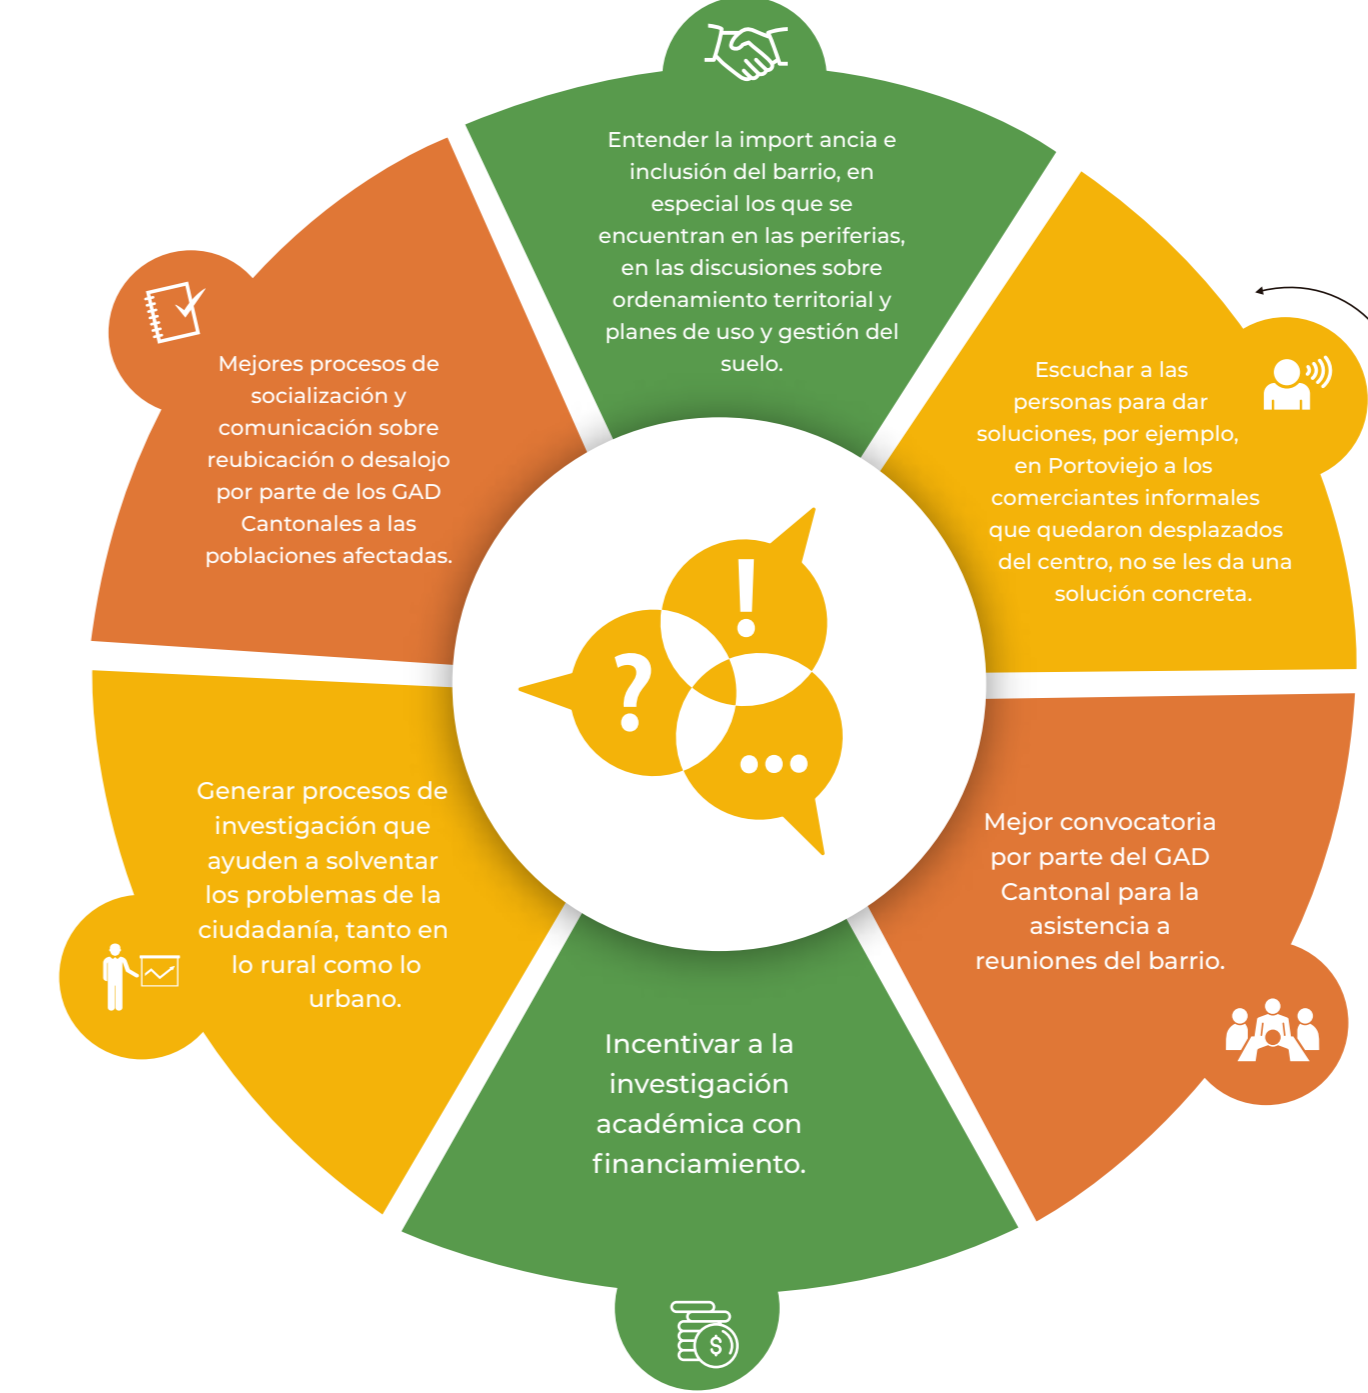 Entender la import ancia e
inclusión del barrio, en
especial los que se
encuentran en las periferias,
en las discusiones sobre
ordenamiento territorial y
planes de uso y gestión del
suelo.
Escuchar a las
personas para dar
soluciones, por ejemplo,
en Portoviejo a los
comerciantes informales
que quedaron desplazados
del centro, no se les da una
solución concreta.
Mejor convocatoria
por parte del GAD
Cantonal para la
asistencia a
reuniones del barrio.
Incentivar a la
investigación
académica con
financiamiento.
Generar procesos de
investigación que
ayuden a solventar
los problemas de la
ciudadanía, tanto en
lo rural como lo
urbano.
Mejores procesos de
socialización y
comunicación sobre
reubicación o desalojo
por parte de los GAD
Cantonales a las
poblaciones afectadas.
!
?
...
$